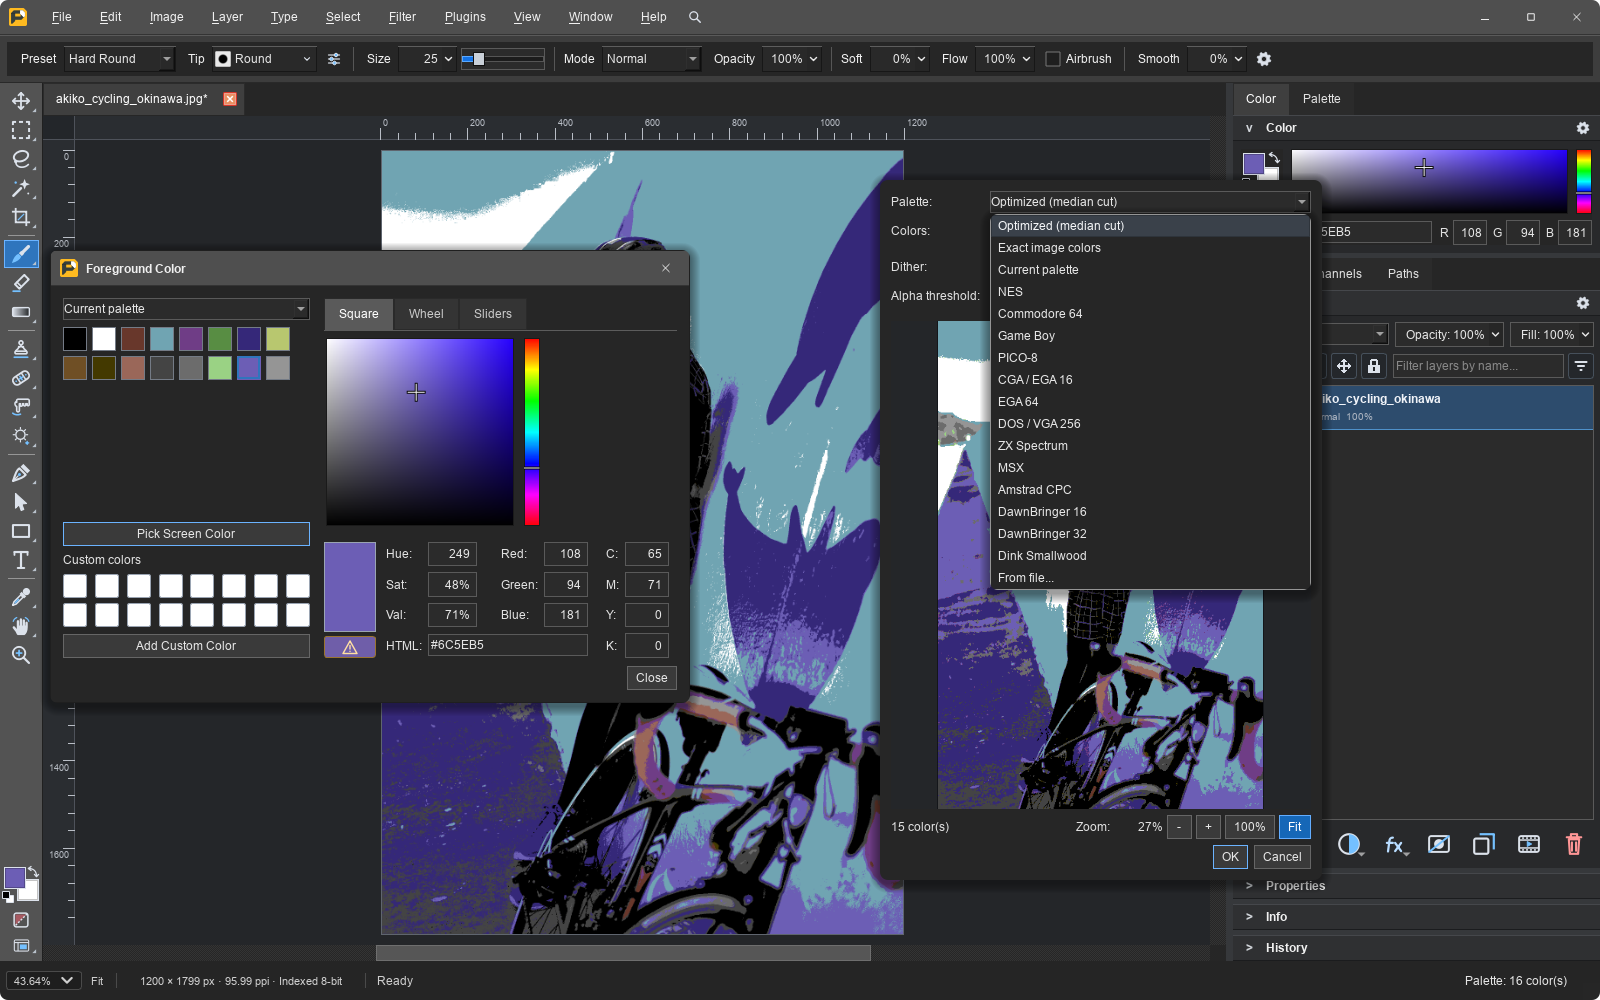 File Edit Image Layer Type Select Filter Plugins View Window Help
Preset Hard Round Tip Round Size 25 Mode Normal Opacity 100% Soft 0% Flow 100% Airbrush Smooth 0%
akiko_cycling_okinawa.jpg*
Color Palette
Color
0 200 400 600 800 1000 1200
0
200
1400
1600
5EB5 R 108 G 94 B 181
annels Paths
Opacity: 100% Fill: 100%
Filter layers by name...
iko_cycling_okinawa
mal 100%
Properties
Info
History
Foreground Color
Current palette
Square Wheel Sliders
Pick Screen Color
Custom colors
Add Custom Color
Hue: 249 Red: 108 C: 65
Sat: 48% Green: 94 M: 71
Val: 71% Blue: 181 Y: 0
HTML: #6C5EB5 K: 0
Close
Palette: Optimized (median cut)
Colors:
Dither:
Alpha threshold:
Optimized (median cut)
Exact image colors
Current palette
NES
Commodore 64
Game Boy
PICO-8
CGA / EGA 16
EGA 64
DOS / VGA 256
ZX Spectrum
MSX
Amstrad CPC
DawnBringer 16
DawnBringer 32
Dink Smallwood
From file...
15 color(s) Zoom: 27% - + 100% Fit
OK Cancel
fx
43.64% Fit 1200 × 1799 px · 95.99 ppi · Indexed 8-bit Ready Palette: 16 color(s)